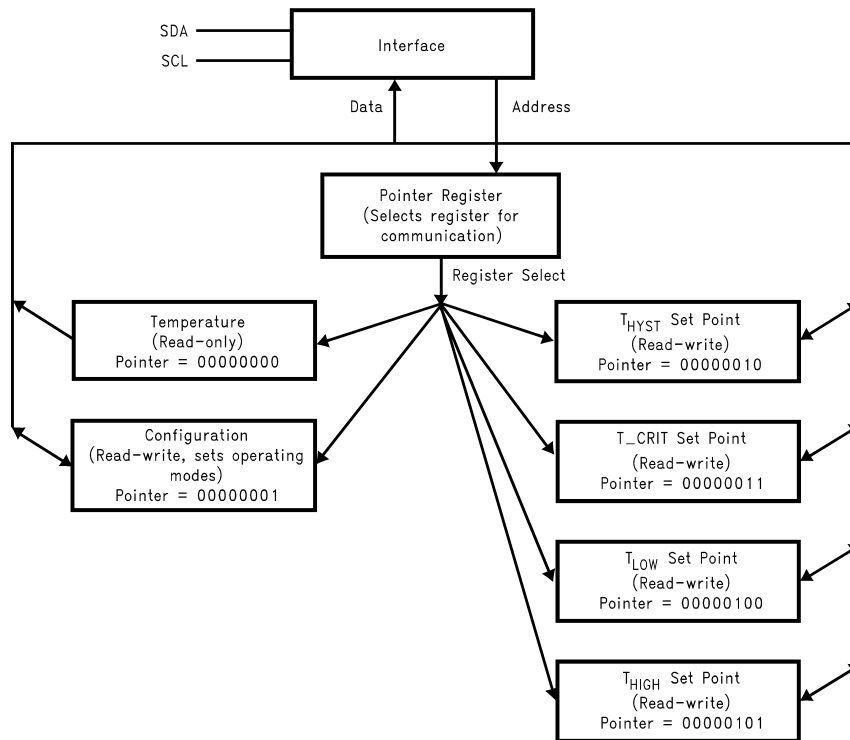 SDA
SCL
Interface
Data
Address
Pointer Register
(Selects register for
communication)
Register Select
Temperature
(Read-only)
Pointer = 00000000
Configuration
(Read-write, sets operating
modes)
Pointer = 00000001
THYST Set Point
(Read-write)
Pointer = 00000010
T_CRIT Set Point
(Read-write)
Pointer = 00000011
TLOW Set Point
(Read-write)
Pointer = 00000100
THIGH Set Point
(Read-write)
Pointer = 00000101